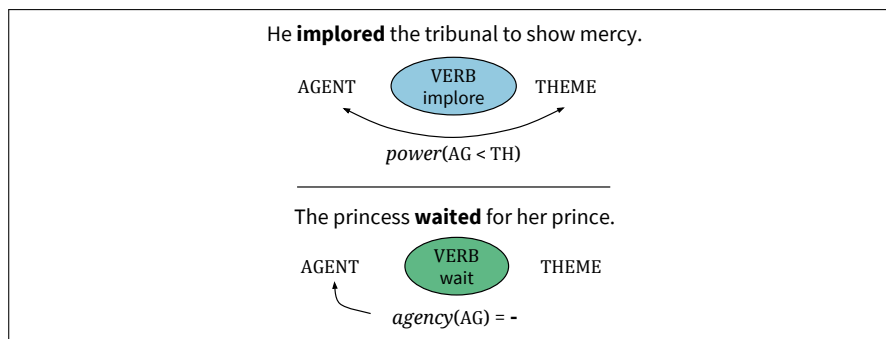 He implored the tribunal to show mercy.
AGENT VERB implore THEME
power(AG < TH)
The princess waited for her prince.
AGENT VERB wait THEME
agency(AG) = -